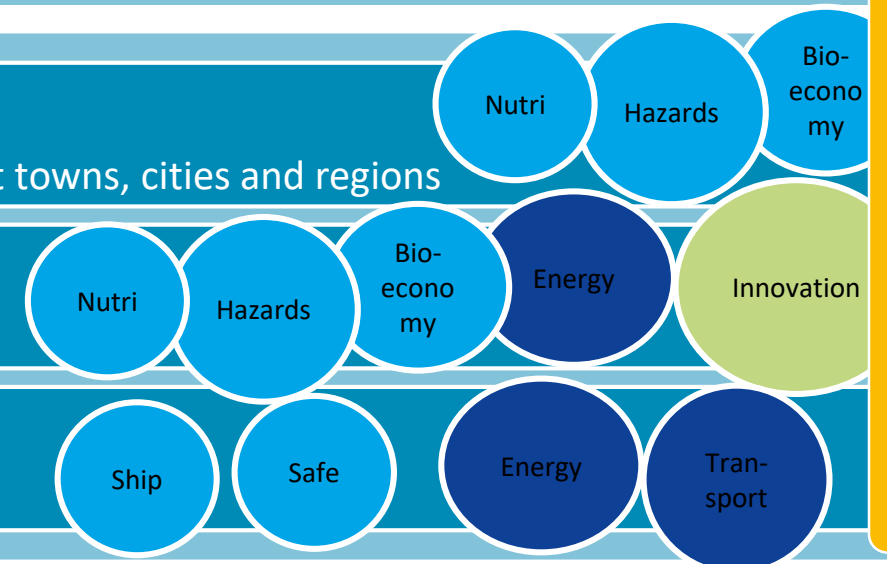 Bio-
econo
my
Nutri
Hazards
t towns, cities and regions
Bio-
econo
my
Energy
Innovation
Nutri
Hazards
Ship
Safe
Energy
Tran-
sport